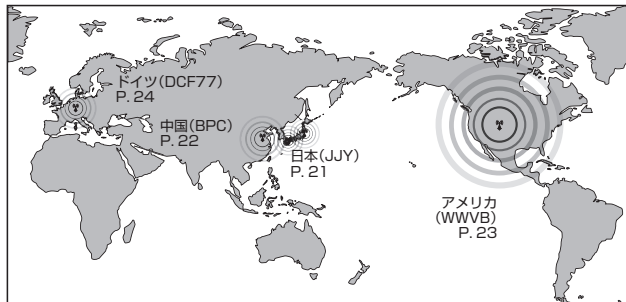 ドイツ(DCF77)
P. 24
中国(BPC)
P. 22
日本(JJY)
P. 21
アメリカ
(WWVB)
P. 23